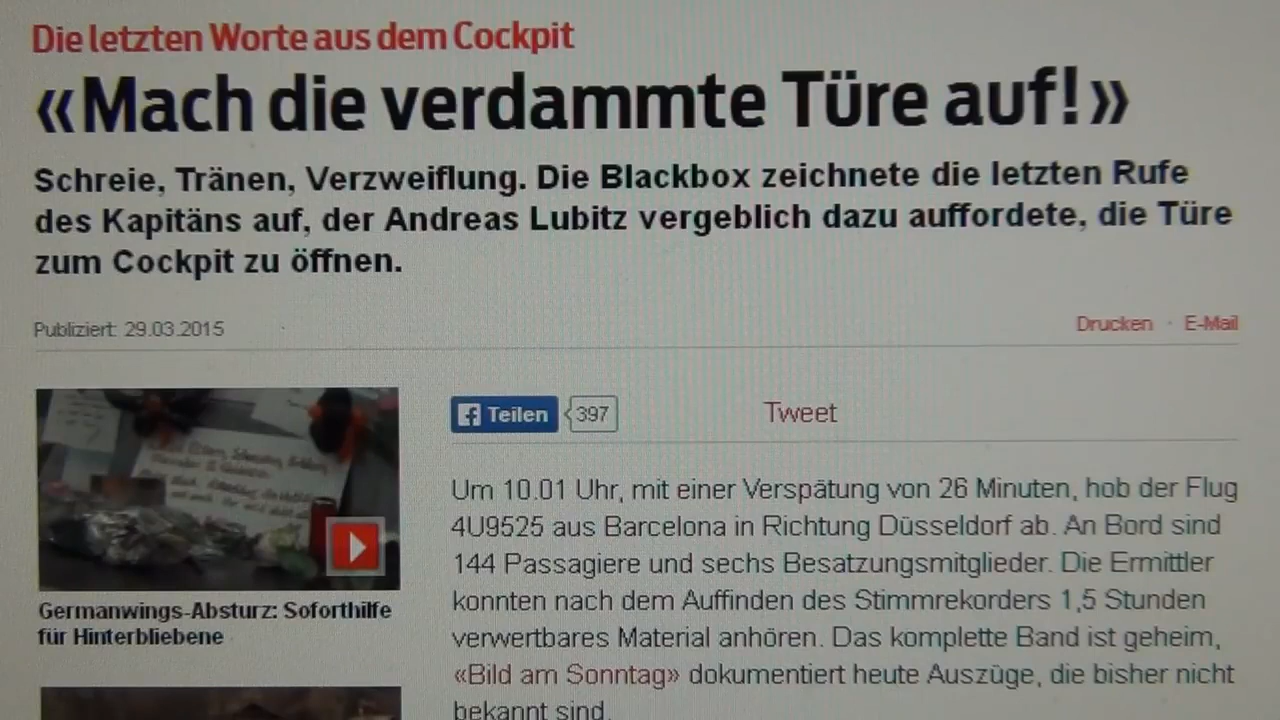 Die letzten Worte aus dem Cockpit
«Mach die verdammte Türe auf!»
Schreie, Tränen, Verzweiflung. Die Blackbox zeichnete die letzten Rufe
des Kapitäns auf, der Andreas Lubitz vergeblich dazu auffordete, die Türe
zum Cockpit zu öffnen.
Publiziert: 29.03.2015
Drucken · E-Mail
Teilen 397
Tweet
Um 10.01 Uhr, mit einer Verspätung von 26 Minuten, hob der Flug
4U9525 aus Barcelona in Richtung Düsseldorf ab. An Bord sind
144 Passagiere und sechs Besatzungsmitglieder. Die Ermittler
konnten nach dem Auffinden des Stimmrekorders 1,5 Stunden
verwertbares Material anhören. Das komplette Band ist geheim,
«Bild am Sonntag» dokumentiert heute Auszüge, die bisher nicht
bekannt sind.
Germanwings-Absturz: Soforthilfe
für Hinterbliebene